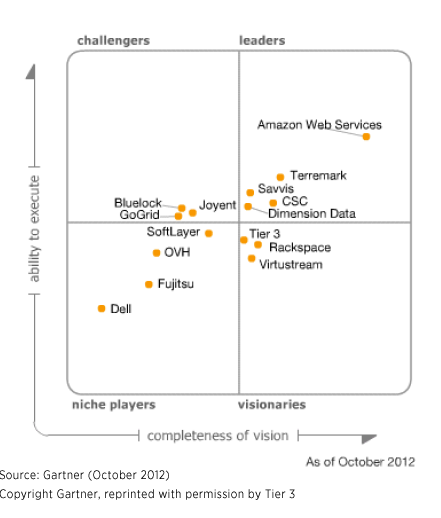 challengers
leaders
Amazon Web Services
Terremark
Savvis
CSC
Dimension Data
Bluelock
GoGrid
Joyent
SoftLayer
OVH
Fujitsu
Dell
Tier 3
Rackspace
Virtustream
niche players
visionaries
ability to execute
completeness of vision
As of October 2012
Source: Gartner (October 2012)
Copyright Gartner, reprinted with permission by Tier 3